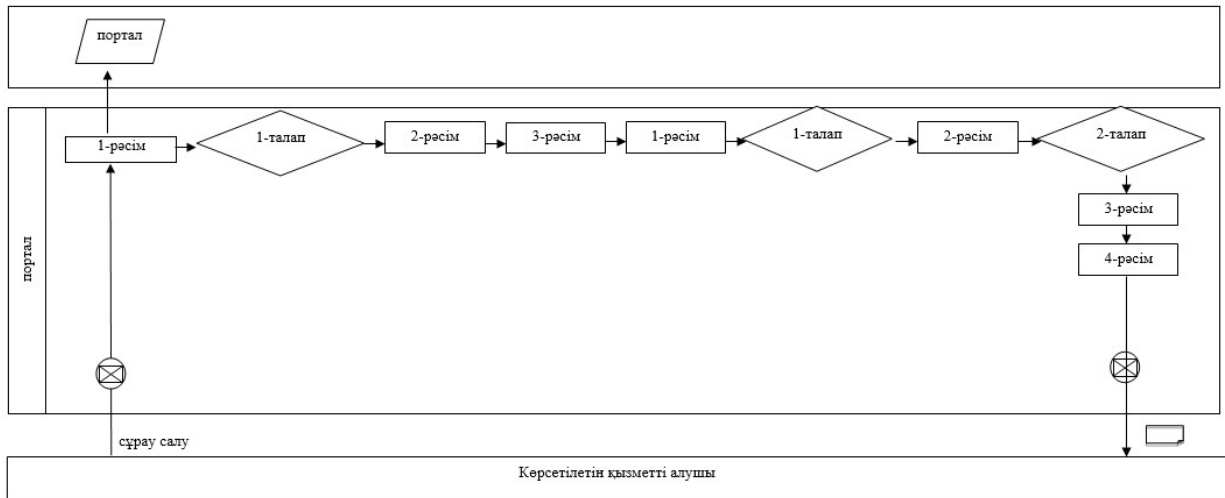 портал
1-рәсім
1-талап
2-рәсім
3-рәсім
1-рәсім
1-талап
2-рәсім
2-талап
3-рәсім
4-рәсім
портал
сұрау салу
Көрсетілетін қызметті алушы